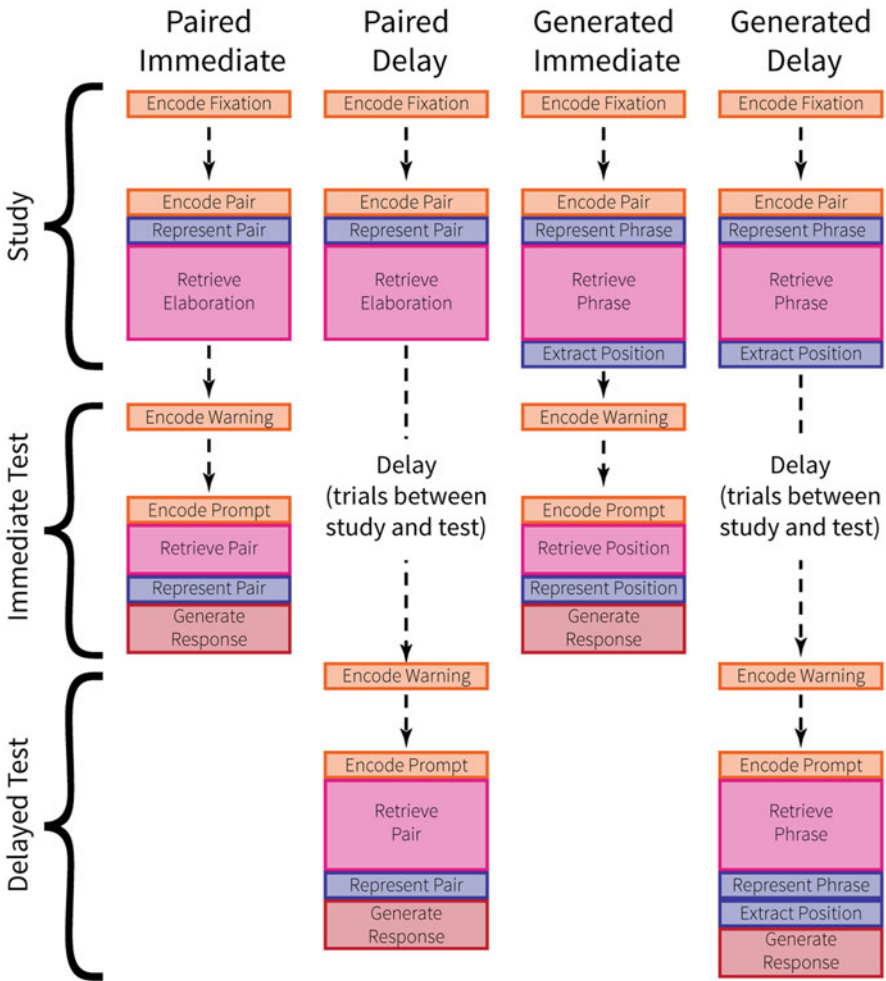 Paired
Immediate
Paired
Delay
Generated
Immediate
Generated
Delay
Study
Encode Fixation
Encode Fixation
Encode Fixation
Encode Fixation
Encode Pair
Encode Pair
Encode Pair
Encode Pair
Represent Pair
Represent Pair
Represent Phrase
Represent Phrase
Retrieve
Elaboration
Retrieve
Elaboration
Retrieve
Phrase
Retrieve
Phrase
Extract Position
Extract Position
Immediate Test
Encode Warning
Encode Warning
Delay
(trials between
study and test)
Delay
(trials between
study and test)
Encode Prompt
Encode Prompt
Retrieve Pair
Retrieve Position
Represent Pair
Represent Position
Generate
Response
Generate
Response
Delayed Test
Encode Warning
Encode Warning
Encode Prompt
Encode Prompt
Retrieve
Pair
Retrieve
Phrase
Represent Pair
Represent Phrase
Generate
Response
Extract Position
Generate
Response